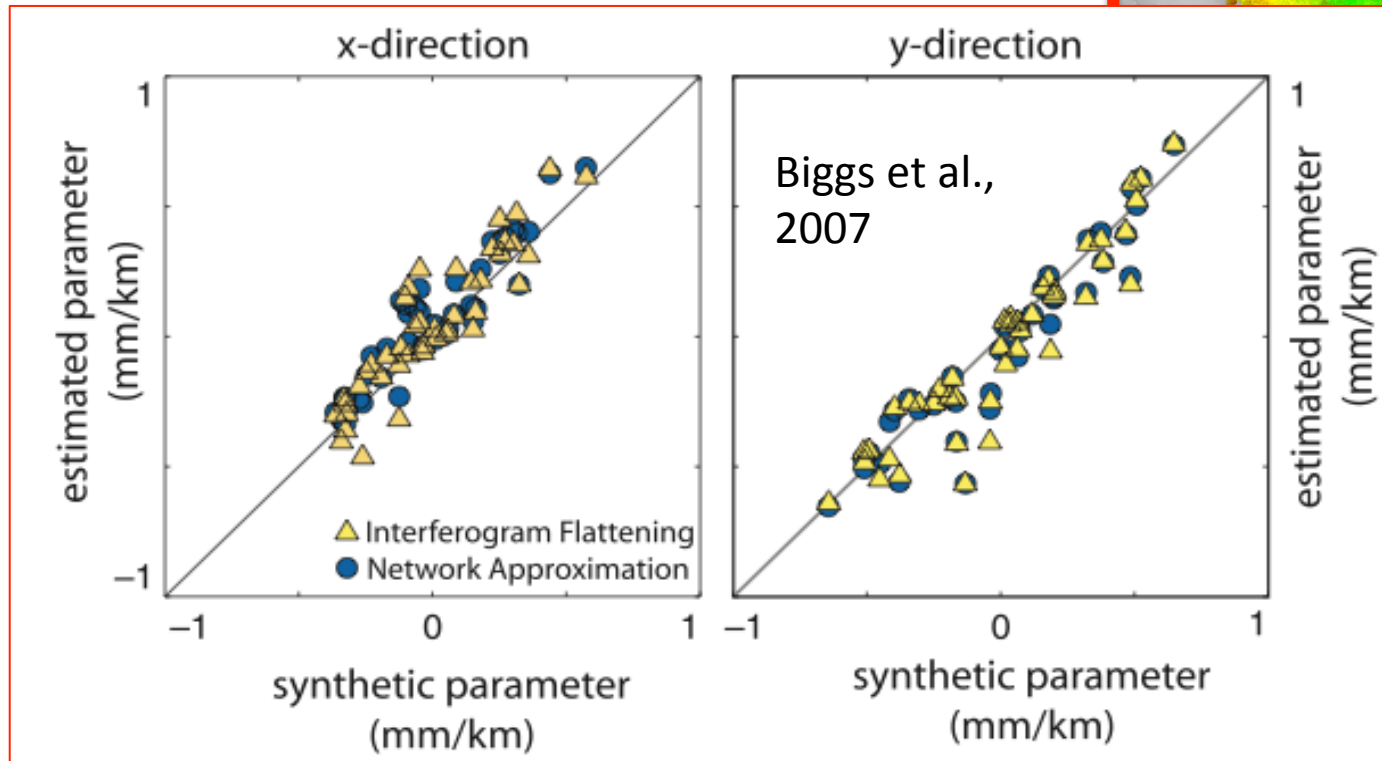 x-direction
y-direction
1
1
estimated parameter
(mm/km)
estimated parameter
(mm/km)
Biggs et al.,
2007
Interferogram Flattening
Network Approximation
−1
−1
0
1
−1
0
1
synthetic parameter
(mm/km)
synthetic parameter
(mm/km)